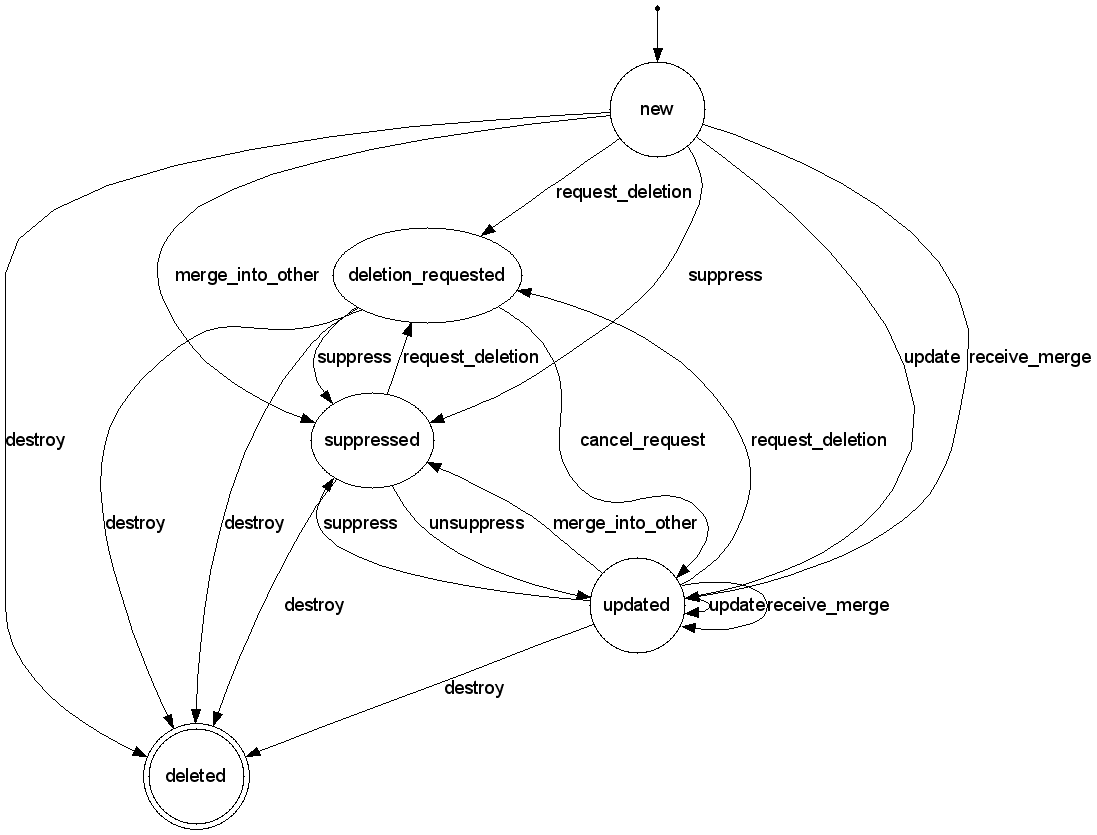 new
request_deletion
merge_into_other
deletion_requested
suppress
suppress
request_deletion
update
receive_merge
destroy
suppressed
cancel_request
request_deletion
destroy
destroy
suppress
unsuppress
merge_into_other
destroy
updated
update
receive_merge
destroy
deleted